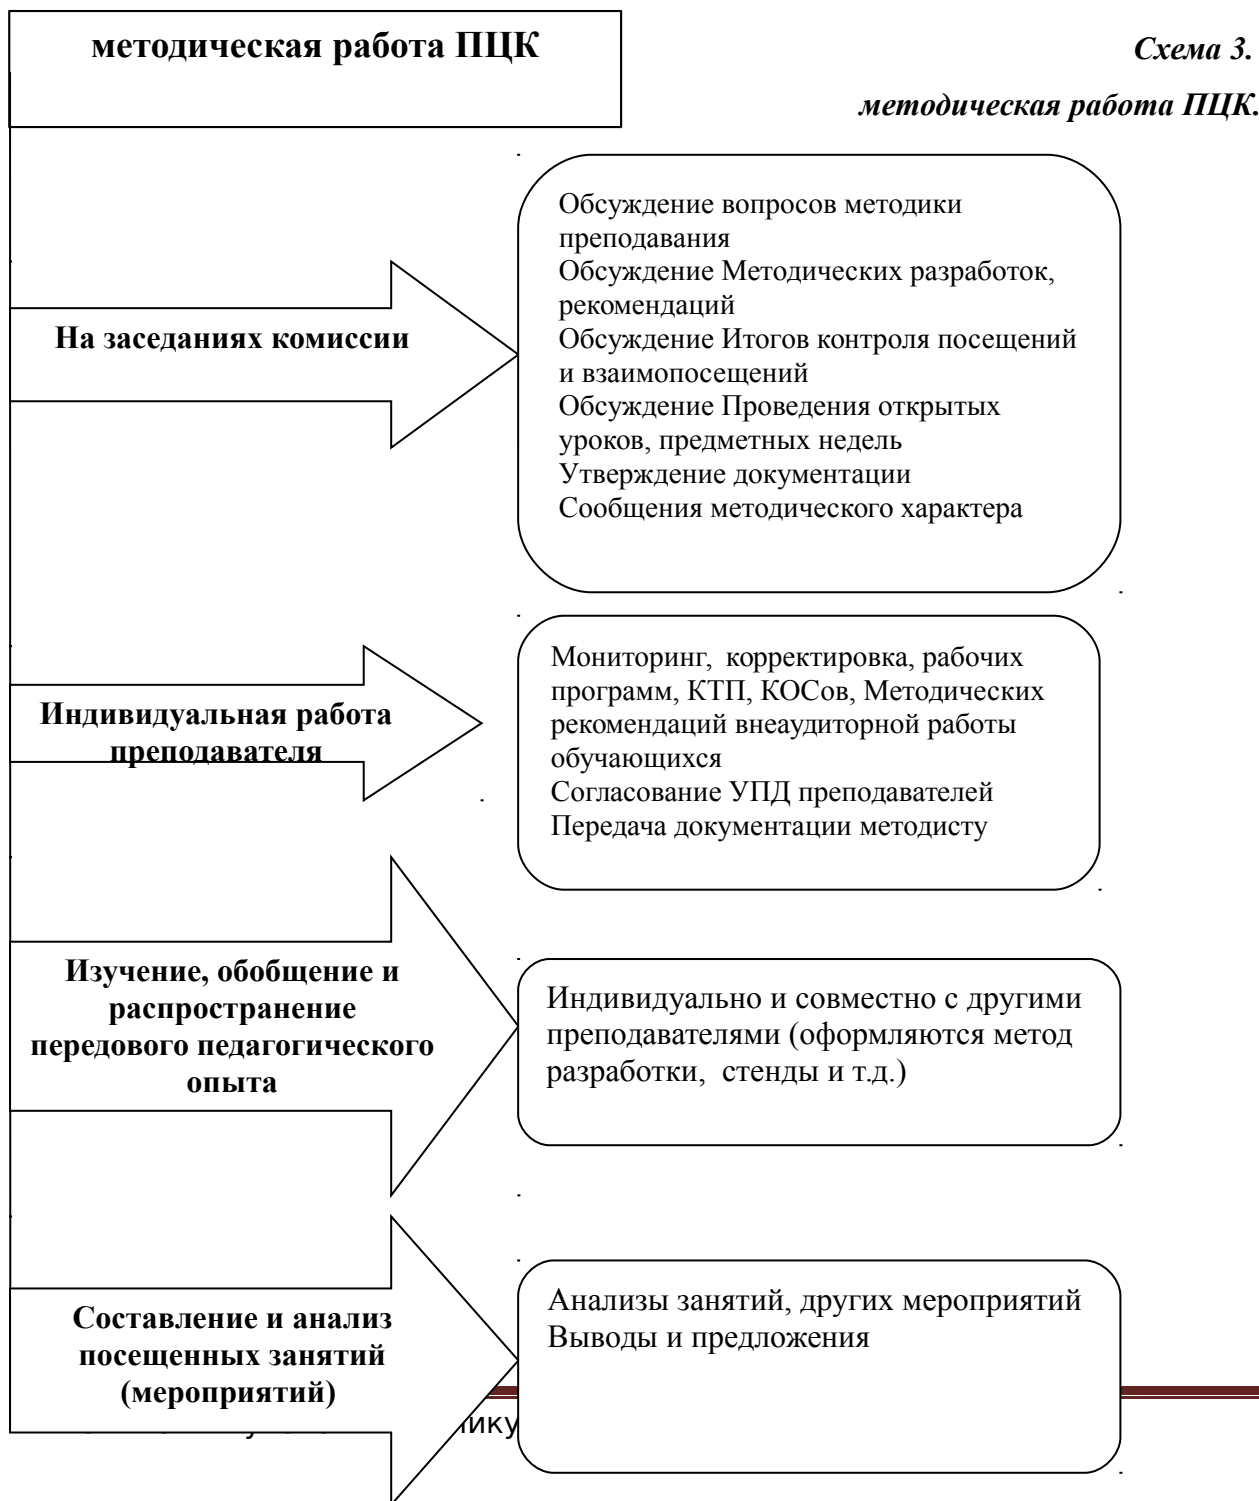 методическая работа ПЦК
Схема 3.
методическая работа ПЦК.
На заседаниях комиссии
Обсуждение вопросов методики
преподавания
Обсуждение Методических разработок,
рекомендаций
Обсуждение Итогов контроля посещений
и взаимопосещений
Обсуждение Проведения открытых
уроков, предметных недель
Утверждение документации
Сообщения методического характера
Индивидуальная работа
преподавателя
Мониторинг, корректировка, рабочих
программ, КТП, КОСов, Методических
рекомендаций внеаудиторной работы
обучающихся
Согласование УПД преподавателей
Передача документации методисту
Изучение, обобщение и
распространение
передового педагогического
опыта
Индивидуально и совместно с другими
преподавателями (оформляются метод
разработки, стенды и т.д.)
Составление и анализ
посещенных занятий
(мероприятий)
Анализы занятий, других мероприятий
Выводы и предложения